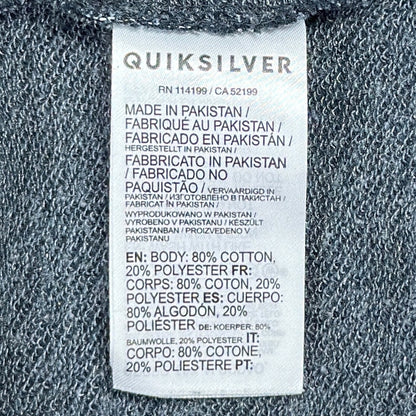 QUIKSILVER
RN 114199 / CA 52199
MADE IN PAKISTAN /
FABRIQUÉ AU PAKISTAN /
FABRICADO EN PAKISTÁN /
HERGESTELLT IN PAKISTAN /
FABBRICATO IN PAKISTAN
/ FABRICADO NO
PAQUISTÃO / VERVAARDIGD IN
PAKISTAN / ИЗГОТОВЛЕНО В ПАКИСТАН /
FABRICAT ÎN PAKISTAN /
WYPRODUKOWANO W PAKISTAN /
VYROBENO V PAKISTANU / KÉSZÜLT
PAKISTANBAN / PROIZVEDENO V
PAKISTANU
EN: BODY: 80% COTTON,
20% POLYESTER FR:
CORPS: 80% COTON, 20%
POLYESTER ES: CUERPO:
80% ALGODÓN, 20%
POLIÉSTER DE: KOERPER: 80%
BAUMWOLLE, 20% POLYESTER IT:
CORPO: 80% COTONE,
20% POLIESTERE PT: